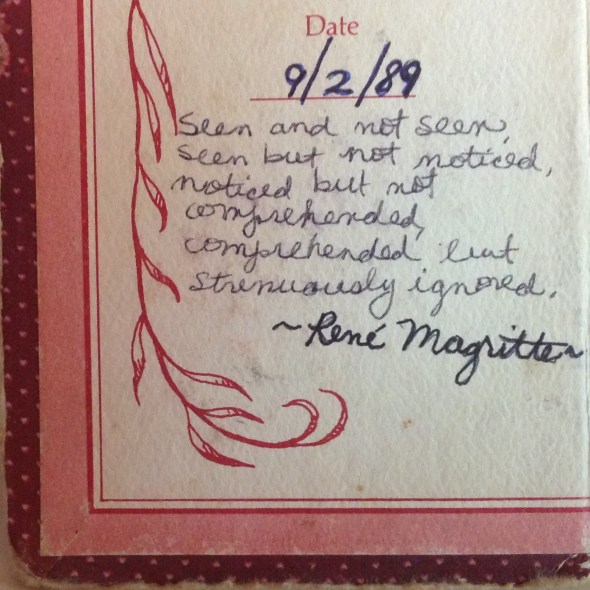 Date
9/2/89
Seen and not seen,
seen but not noticed,
noticed but not
comprehended,
comprehended but
strenuously ignored.
~René Magritte~